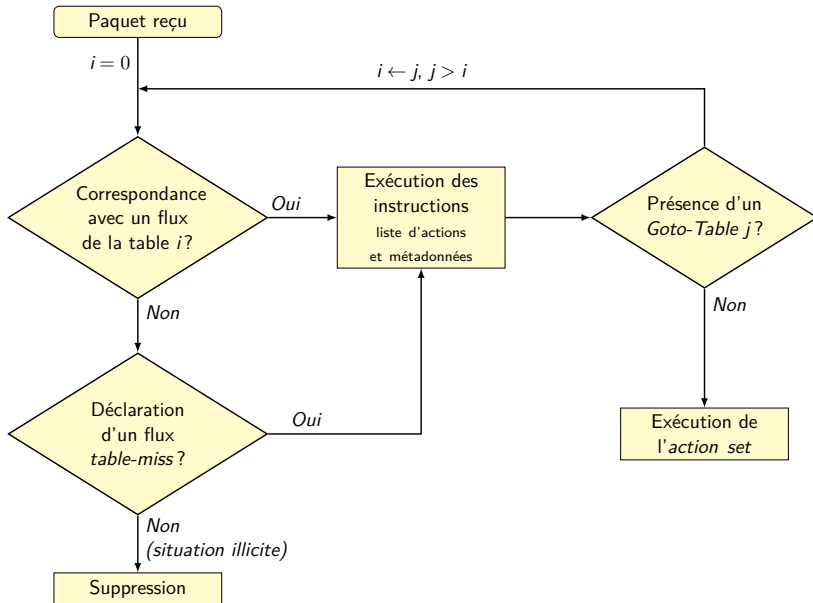 Paquet reçu
i = 0
i ← j, j > i
Correspondance
avec un flux
de la table i ?
Oui
Exécution des
instructions
liste d'actions
et métadonnées
Présence d'un
Goto-Table j ?
Non
Non
Déclaration
d'un flux
table-miss ?
Oui
Exécution de
l'action set
Non
(situation illicite)
Suppression